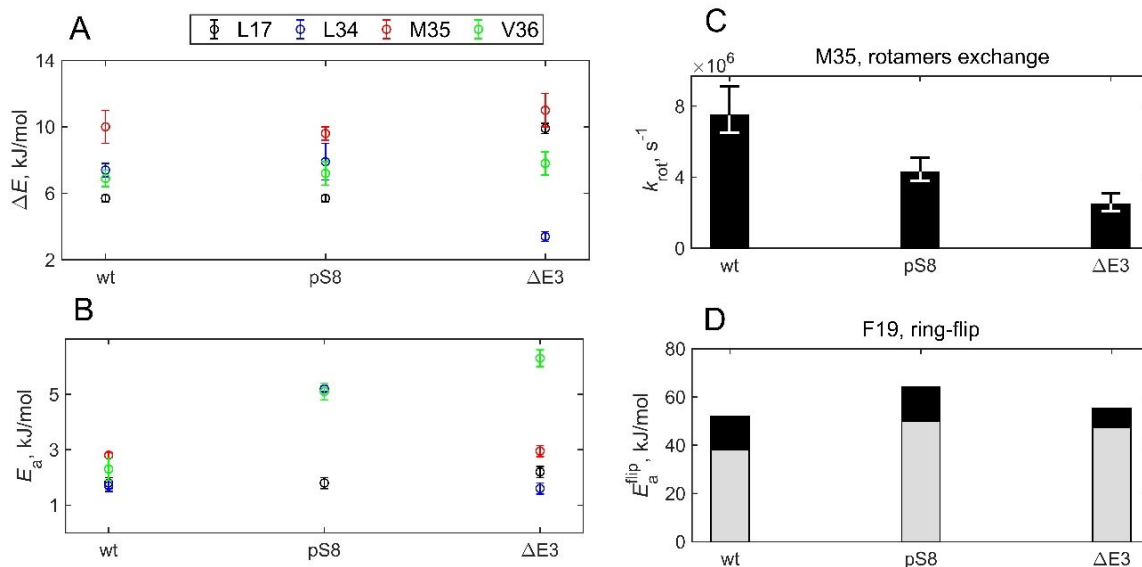 A
L17 L34 M35 V36
14
10
6
2
ΔE, kJ/mol
wt pS8 ΔE3
B
5
3
1
Ea, kJ/mol
wt pS8 ΔE3
C
M35, rotamers exchange
×10⁶
8
4
0
krot, s⁻¹
wt pS8 ΔE3
D
F19, ring-flip
80
60
40
20
0
Eaflip, kJ/mol
wt pS8 ΔE3